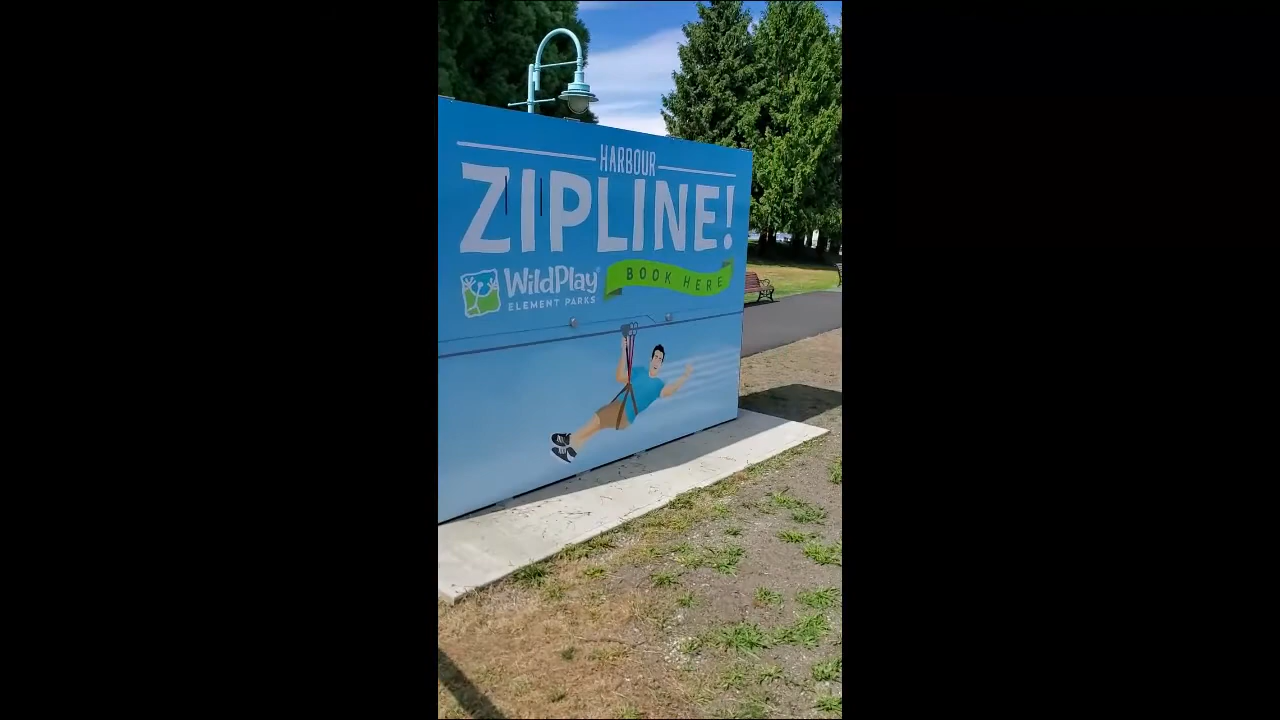 HARBOUR
ZIPLINE!
WildPlay
ELEMENT PARKS
BOOK HERE